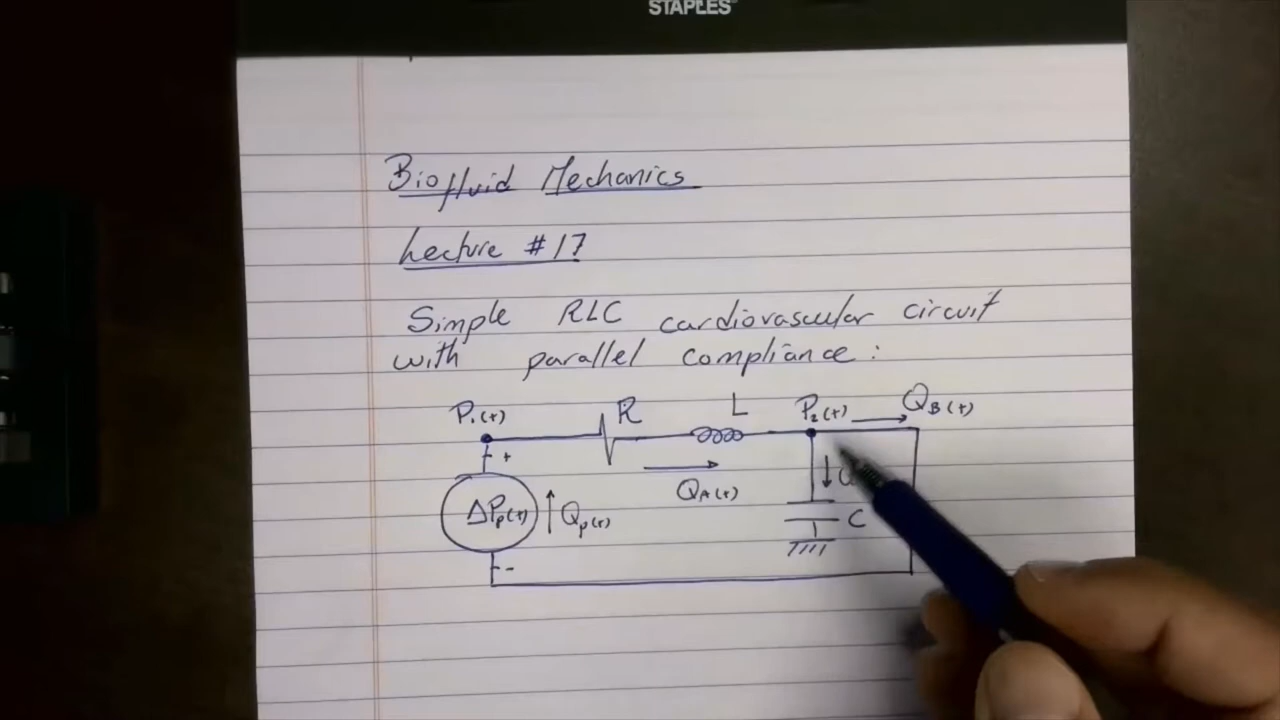 STAPLES
Biofluid Mechanics
Lecture #17
Simple RLC cardiovascular circuit
with parallel compliance:
P₁(t) R L P₂(t) QB(t)
+
QA(t)
ΔPp(t) Qp(t) C
-